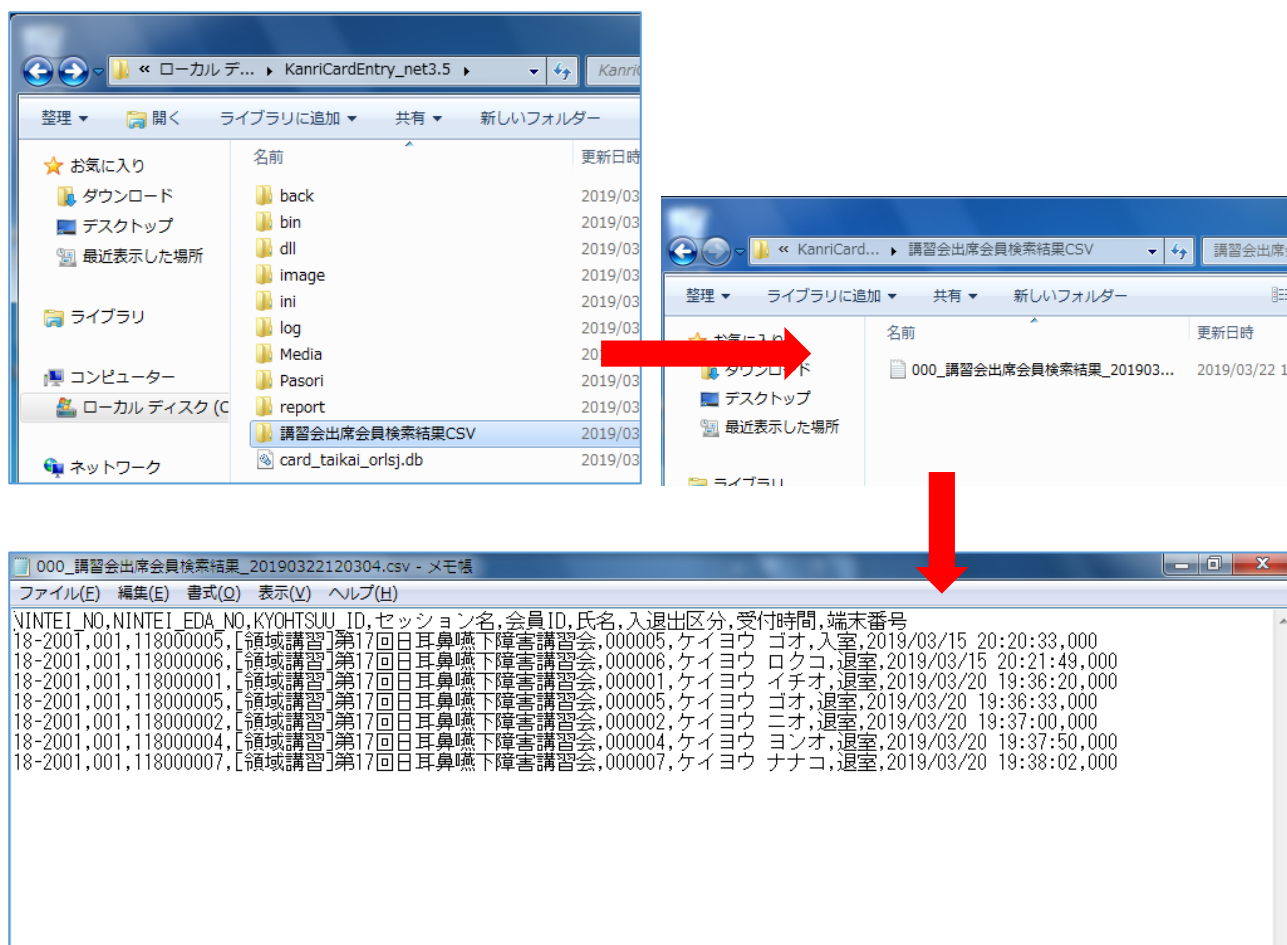 « ローカル デ... ▸ KanriCardEntry_net3.5 ▸
整理 ▼ 開く ライブラリに追加 ▼ 共有 ▼ 新しいフォルダー
お気に入り
ダウンロード
デスクトップ
最近表示した場所
ライブラリ
コンピューター
ローカル ディスク (C
ネットワーク
名前 更新日時
back 2019/03
bin 2019/03
dll 2019/03
image 2019/03
ini 2019/03
log 2019/03
Media 20
Pasori 2019/03
report 2019/03
講習会出席会員検索結果CSV 2019/03
card_taikai_orlsj.db 2019/03
« KanriCard... ▸ 講習会出席会員検索結果CSV 講習会出席
整理 ▼ ライブラリに追加 ▼ 共有 ▼ 新しいフォルダー
お気に入り
ダウンロード
デスクトップ
最近表示した場所
ライブラリ
名前 更新日時
000_講習会出席会員検索結果_201903... 2019/03/22 1
000_講習会出席会員検索結果_20190322120304.csv - メモ帳
ファイル(F) 編集(E) 書式(O) 表示(V) ヘルプ(H)
NINTEI_NO,NINTEI_EDA_NO,KYOHTSUU_ID,セッション名,会員ID,氏名,入退出区分,受付時間,端末番号
18-2001,001,118000005,[領域講習]第17回日耳鼻嚥下障害講習会,000005,ケイヨウ ゴオ,入室,2019/03/15 20:20:33,000
18-2001,001,118000006,[領域講習]第17回日耳鼻嚥下障害講習会,000006,ケイヨウ ロクコ,退室,2019/03/15 20:21:49,000
18-2001,001,118000001,[領域講習]第17回日耳鼻嚥下障害講習会,000001,ケイヨウ イチオ,退室,2019/03/20 19:36:20,000
18-2001,001,118000005,[領域講習]第17回日耳鼻嚥下障害講習会,000005,ケイヨウ ゴオ,退室,2019/03/20 19:36:33,000
18-2001,001,118000002,[領域講習]第17回日耳鼻嚥下障害講習会,000002,ケイヨウ ニオ,退室,2019/03/20 19:37:00,000
18-2001,001,118000004,[領域講習]第17回日耳鼻嚥下障害講習会,000004,ケイヨウ ヨンオ,退室,2019/03/20 19:37:50,000
18-2001,001,118000007,[領域講習]第17回日耳鼻嚥下障害講習会,000007,ケイヨウ ナナコ,退室,2019/03/20 19:38:02,000